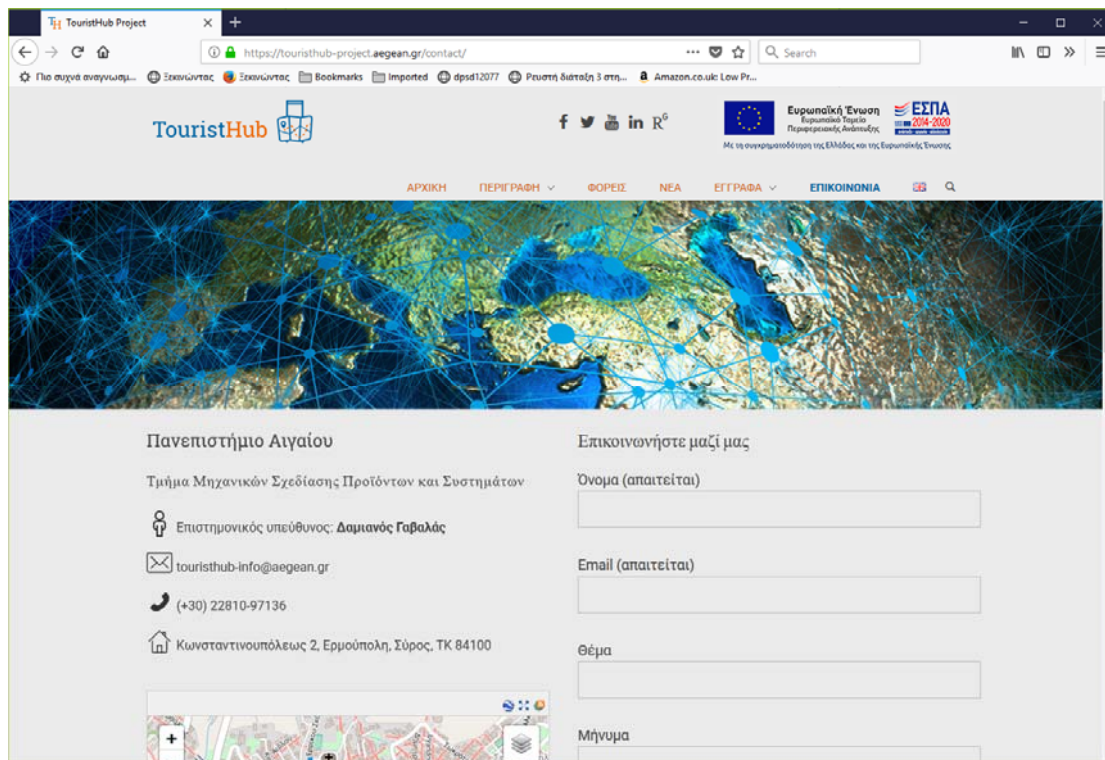 TH TouristHub Project
https://touristhub-project.aegean.gr/contact/
Search
Πιο συχνά αναγνωσμ...
Ξεκινώντας
Ξεκινώντας
Bookmarks
Imported
dpsd12077
Ρευστή διάταξη 3 στη...
Amazon.co.uk: Low Pr...
TouristHub
Ευρωπαϊκή Ένωση
Ευρωπαϊκό Ταμείο
Περιφερειακής Ανάπτυξης
ΕΣΠΑ
2014-2020
Με τη συγχρηματοδότηση της Ελλάδας και της Ευρωπαϊκής Ένωσης
ΑΡΧΙΚΗ ΠΕΡΙΓΡΑΦΗ ΦΟΡΕΙΣ ΝΕΑ ΕΓΓΡΑΦΑ ΕΠΙΚΟΙΝΩΝΙΑ
Πανεπιστήμιο Αιγαίου
Τμήμα Μηχανικών Σχεδίασης Προϊόντων και Συστημάτων
Επιστημονικός υπεύθυνος: Δαμιανός Γαβαλάς
touristhub-info@aegean.gr
(+30) 22810-97136
Κωνσταντινουπόλεως 2, Ερμούπολη, Σύρος, ΤΚ 84100
Επικοινωνήστε μαζί μας
Όνομα (απαιτείται)
Email (απαιτείται)
Θέμα
Μήνυμα